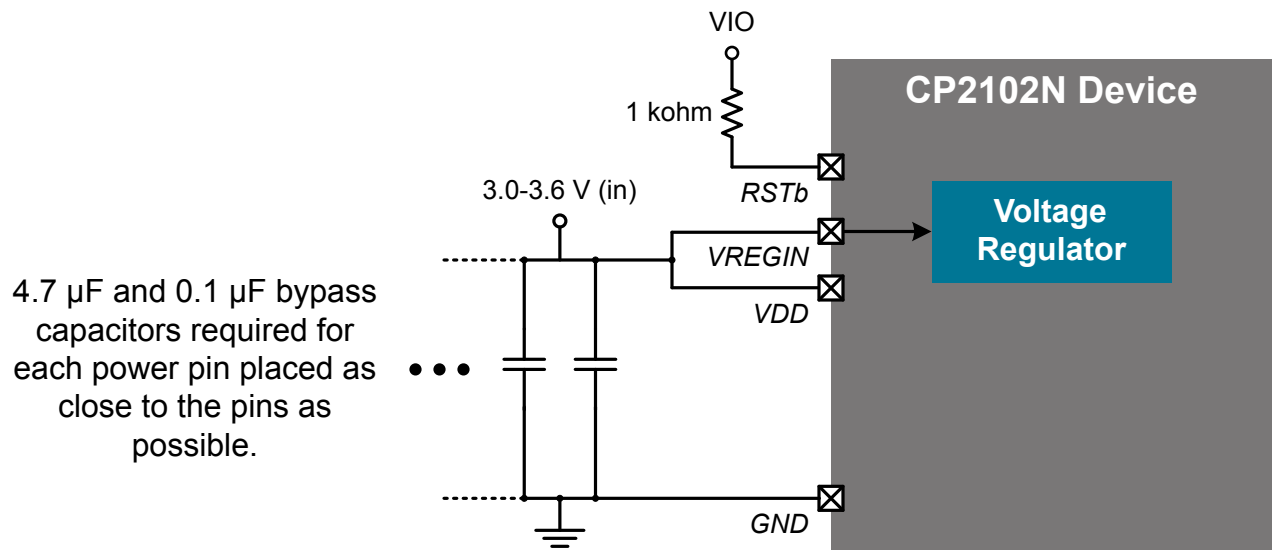 VIO
1 kohm
CP2102N Device
RSTb
3.0-3.6 V (in)
VREGIN
VDD
Voltage
Regulator
4.7 µF and 0.1 µF bypass
capacitors required for
each power pin placed as
close to the pins as
possible.
GND